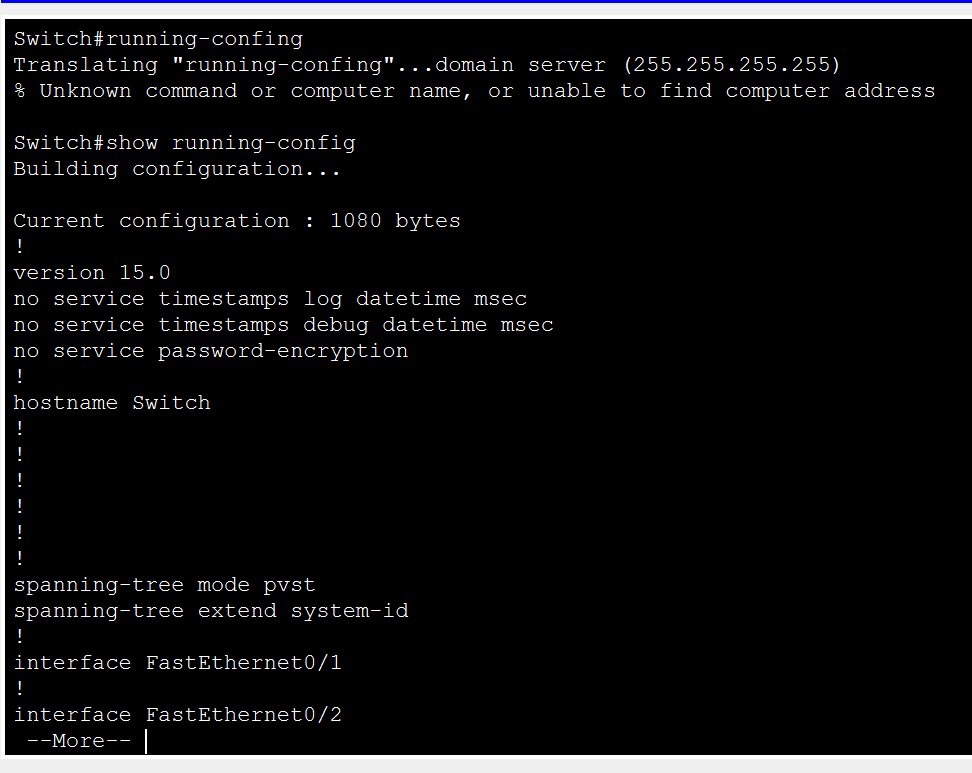 Switch#running-confing
Translating "running-confing"...domain server (255.255.255.255)
% Unknown command or computer name, or unable to find computer address
Switch#show running-config
Building configuration...
Current configuration : 1080 bytes
!
version 15.0
no service timestamps log datetime msec
no service timestamps debug datetime msec
no service password-encryption
!
hostname Switch
!
!
!
!
!
!
spanning-tree mode pvst
spanning-tree extend system-id
!
interface FastEthernet0/1
!
interface FastEthernet0/2
--More--